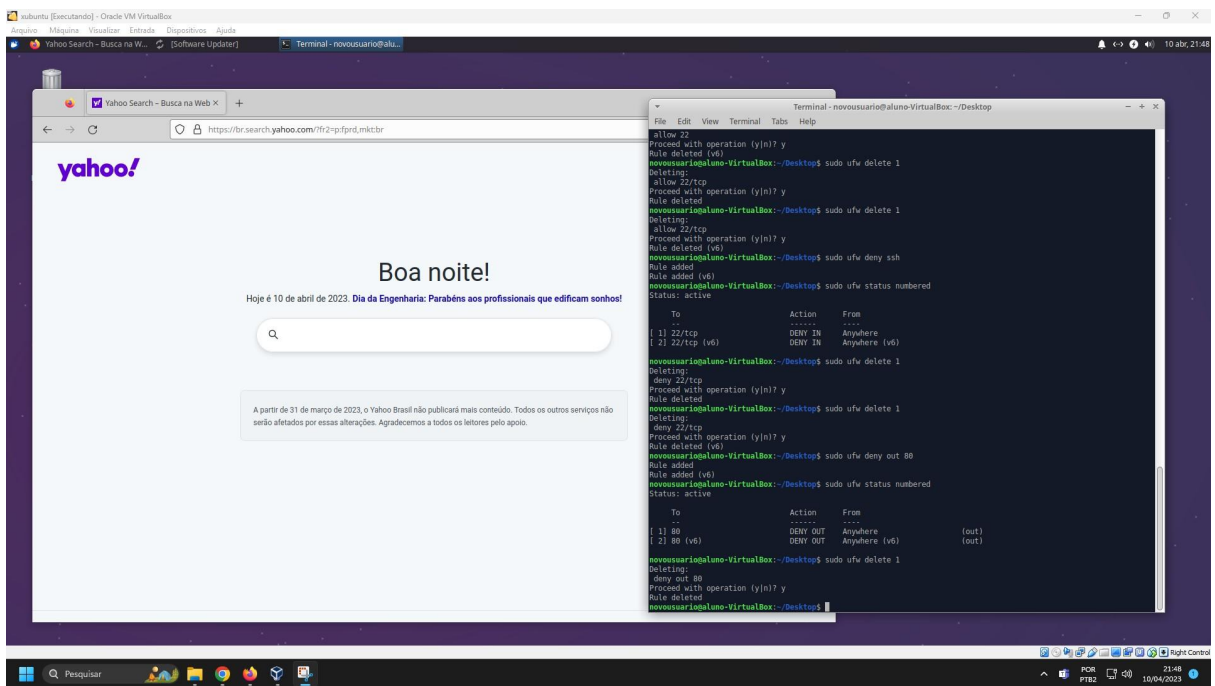 xubuntu [Executando] - Oracle VM VirtualBox
Arquivo Máquina Visualizar Entrada Dispositivos Ajuda
Yahoo Search – Busca na W... [Software Updater] Terminal - novousuario@alu... 10 abr, 21:48
Yahoo Search – Busca na Web × +
https://br.search.yahoo.com/?fr2=p:fprd,mkt:br
yahoo!
Boa noite!
Hoje é 10 de abril de 2023. Dia da Engenharia: Parabéns aos profissionais que edificam sonhos!
A partir de 31 de março de 2023, o Yahoo Brasil não publicará mais conteúdo. Todos os outros serviços não
serão afetados por essas alterações. Agradecemos a todos os leitores pelo apoio.
Terminal - novousuario@aluno-VirtualBox: ~/Desktop
File Edit View Terminal Tabs Help
allow 22
Proceed with operation (y|n)? y
Rule deleted (v6)
novousuario@aluno-VirtualBox:~/Desktop$ sudo ufw delete 1
Deleting:
allow 22/tcp
Proceed with operation (y|n)? y
Rule deleted
novousuario@aluno-VirtualBox:~/Desktop$ sudo ufw delete 1
Deleting:
allow 22/tcp
Proceed with operation (y|n)? y
Rule deleted (v6)
novousuario@aluno-VirtualBox:~/Desktop$ sudo ufw deny ssh
Rule added
Rule added (v6)
novousuario@aluno-VirtualBox:~/Desktop$ sudo ufw status numbered
Status: active
To Action From
-- ------ ----
[ 1] 22/tcp DENY IN Anywhere
[ 2] 22/tcp (v6) DENY IN Anywhere (v6)
novousuario@aluno-VirtualBox:~/Desktop$ sudo ufw delete 1
Deleting:
deny 22/tcp
Proceed with operation (y|n)? y
Rule deleted
novousuario@aluno-VirtualBox:~/Desktop$ sudo ufw delete 1
Deleting:
deny 22/tcp
Proceed with operation (y|n)? y
Rule deleted (v6)
novousuario@aluno-VirtualBox:~/Desktop$ sudo ufw deny out 80
Rule added
Rule added (v6)
novousuario@aluno-VirtualBox:~/Desktop$ sudo ufw status numbered
Status: active
To Action From
-- ------ ----
[ 1] 80 DENY OUT Anywhere (out)
[ 2] 80 (v6) DENY OUT Anywhere (v6) (out)
novousuario@aluno-VirtualBox:~/Desktop$ sudo ufw delete 1
Deleting:
deny out 80
Proceed with operation (y|n)? y
Rule deleted
novousuario@aluno-VirtualBox:~/Desktop$
Right Control
Pesquisar
POR
PTB2
21:48
10/04/2023
1